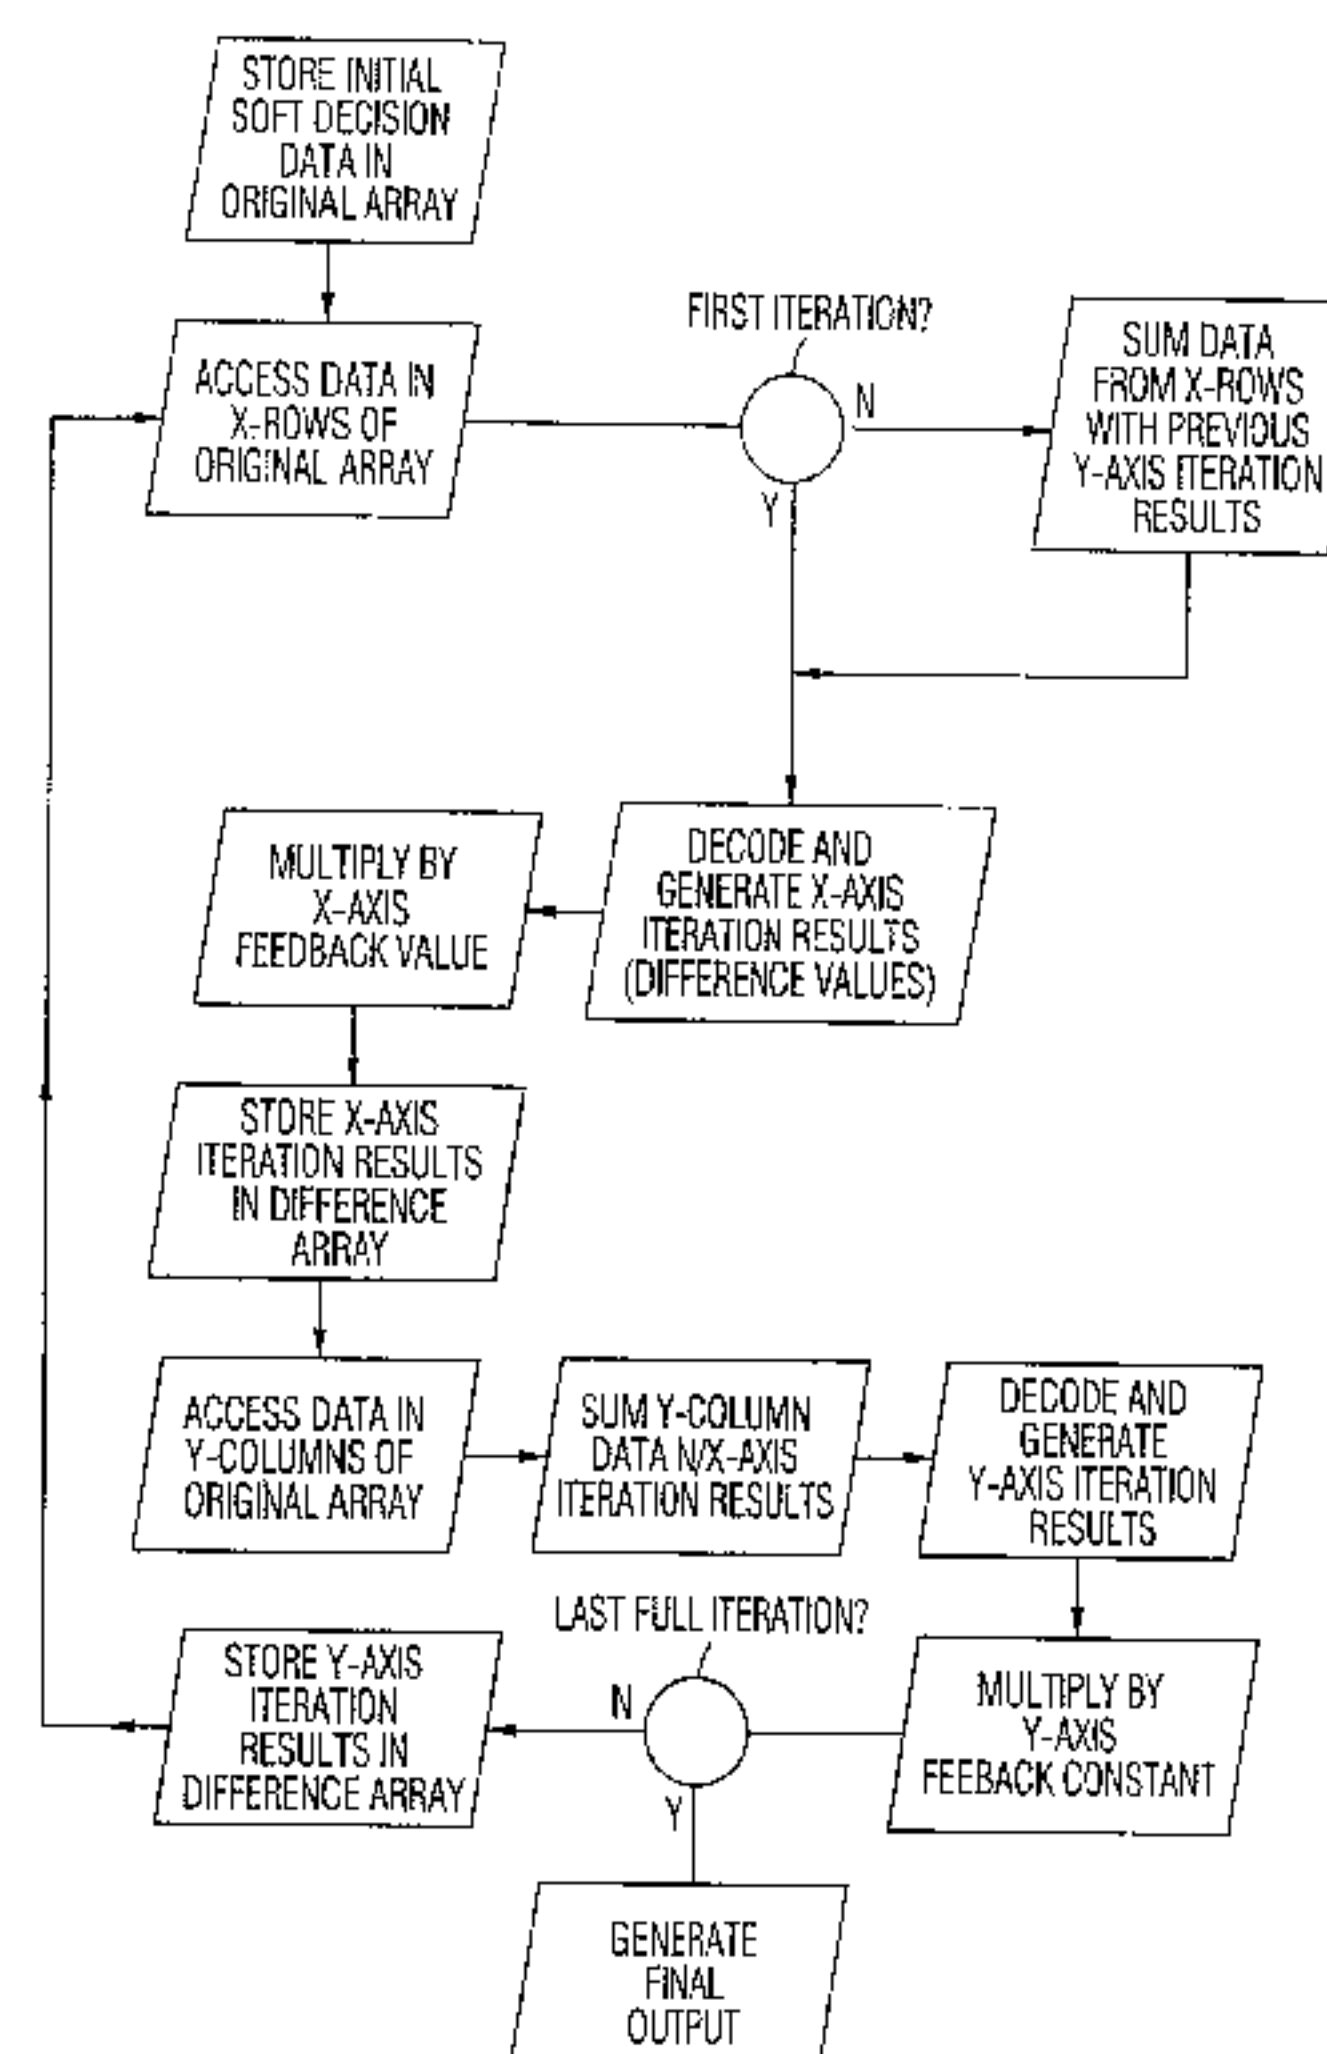 STORE INITIAL
SOFT DECISION
DATA IN
ORIGINAL ARRAY
ACCESS DATA IN
X-ROWS OF
ORIGINAL ARRAY
FIRST ITERATION?
N
Y
SUM DATA
FROM X-ROWS
WITH PREVIOUS
Y-AXIS ITERATION
RESULTS
DECODE AND
GENERATE X-AXIS
ITERATION RESULTS
(DIFFERENCE VALUES)
MULTIPLY BY
X-AXIS
FEEDBACK VALUE
STORE X-AXIS
ITERATION RESULTS
IN DIFFERENCE
ARRAY
ACCESS DATA IN
Y-COLUMNS OF
ORIGINAL ARRAY
SUM Y-COLUMN
DATA N/X-AXIS
ITERATION RESULTS
DECODE AND
GENERATE
Y-AXIS ITERATION
RESULTS
MULTIPLY BY
Y-AXIS
FEEBACK CONSTANT
LAST FULL ITERATION?
N
Y
STORE Y-AXIS
ITERATION
RESULTS IN
DIFFERENCE ARRAY
GENERATE
FINAL
OUTPUT